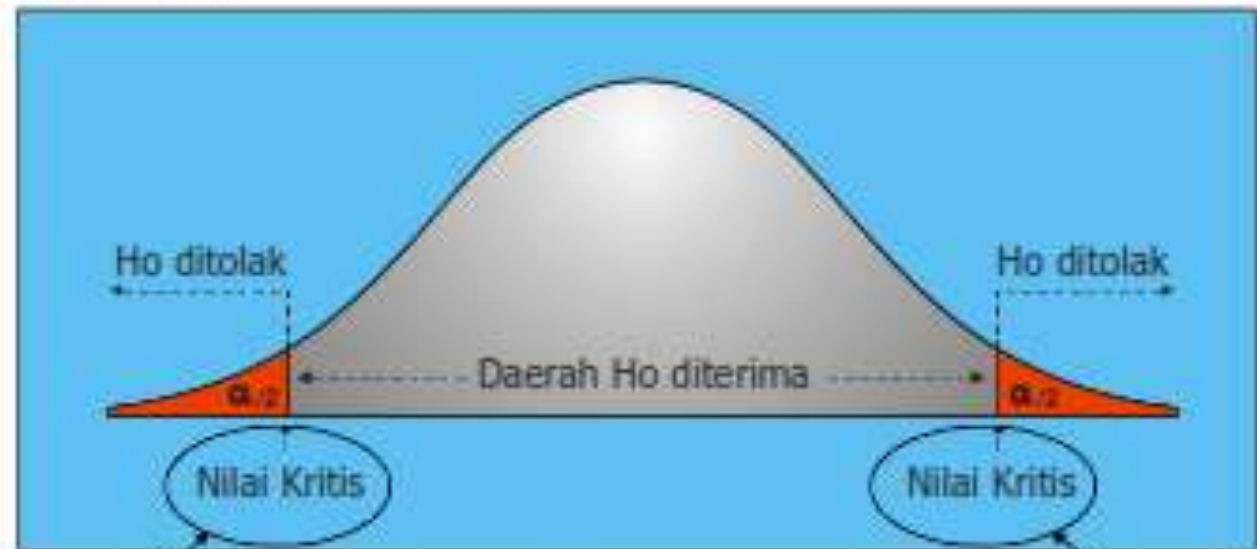 Ho ditolak
Ho ditolak
Daerah Ho diterima
α/2
α/2
Nilai Kritis
Nilai Kritis